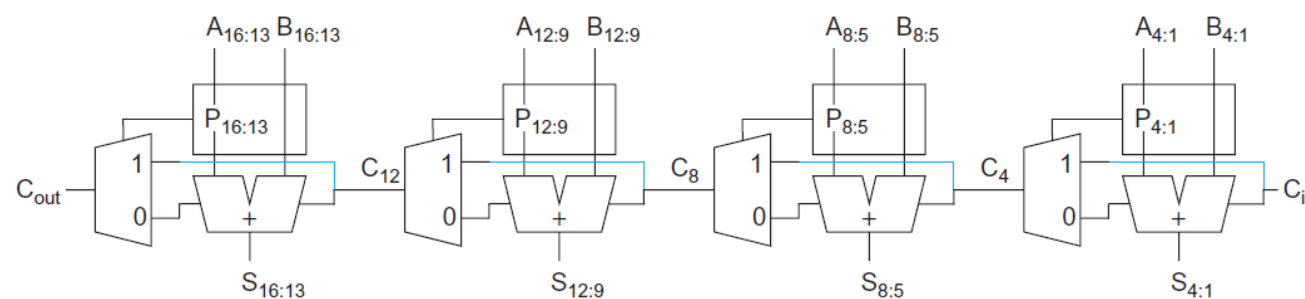 A16:13 B16:13 A12:9 B12:9 A8:5 B8:5 A4:1 B4:1
P16:13 P12:9 P8:5 P4:1
1 1 1 1
Cout C12 C8 C4 Ci
0 + 0 + 0 + 0 +
S16:13 S12:9 S8:5 S4:1